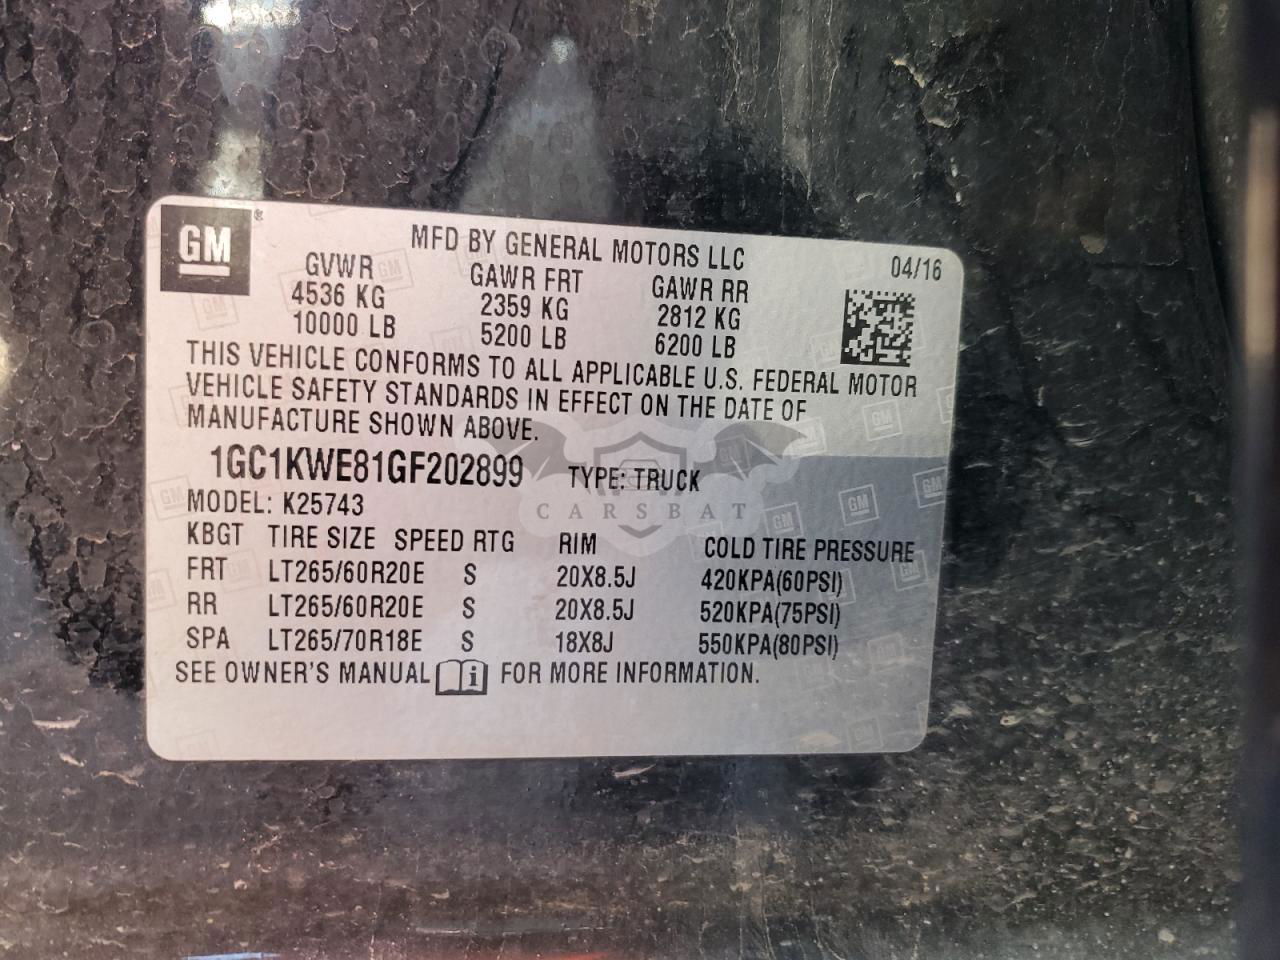 GM
MFD BY GENERAL MOTORS LLC
04/16
GVWR GAWR FRT GAWR RR
4536 KG 2359 KG 2812 KG
10000 LB 5200 LB 6200 LB
THIS VEHICLE CONFORMS TO ALL APPLICABLE U.S. FEDERAL MOTOR
VEHICLE SAFETY STANDARDS IN EFFECT ON THE DATE OF
MANUFACTURE SHOWN ABOVE.
1GC1KWE81GF202899 TYPE: TRUCK
CARSBAT
MODEL: K25743
KBGT TIRE SIZE SPEED RTG RIM COLD TIRE PRESSURE
FRT LT265/60R20E S 20X8.5J 420KPA(60PSI)
RR LT265/60R20E S 20X8.5J 520KPA(75PSI)
SPA LT265/70R18E S 18X8J 550KPA(80PSI)
SEE OWNER'S MANUAL i FOR MORE INFORMATION.